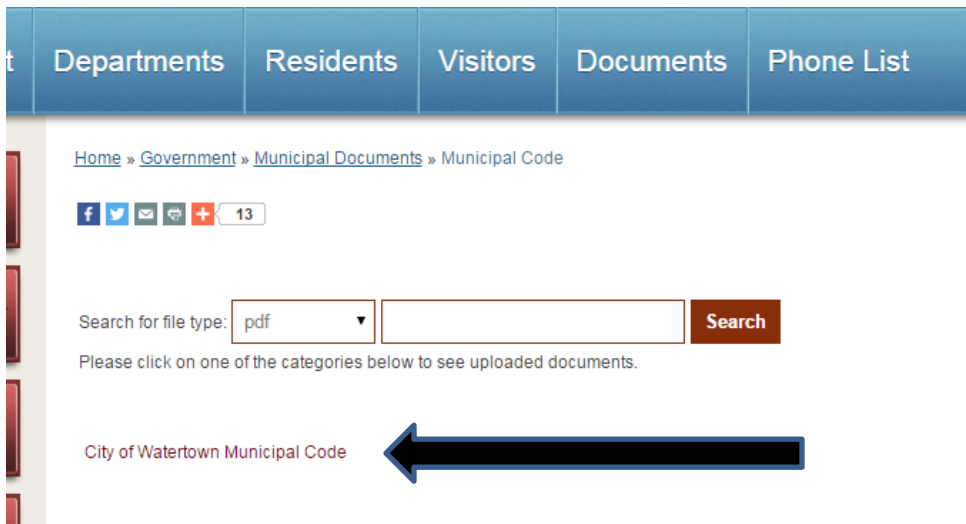 t Departments Residents Visitors Documents Phone List
Home » Government » Municipal Documents » Municipal Code
13
Search for file type: pdf Search
Please click on one of the categories below to see uploaded documents.
City of Watertown Municipal Code